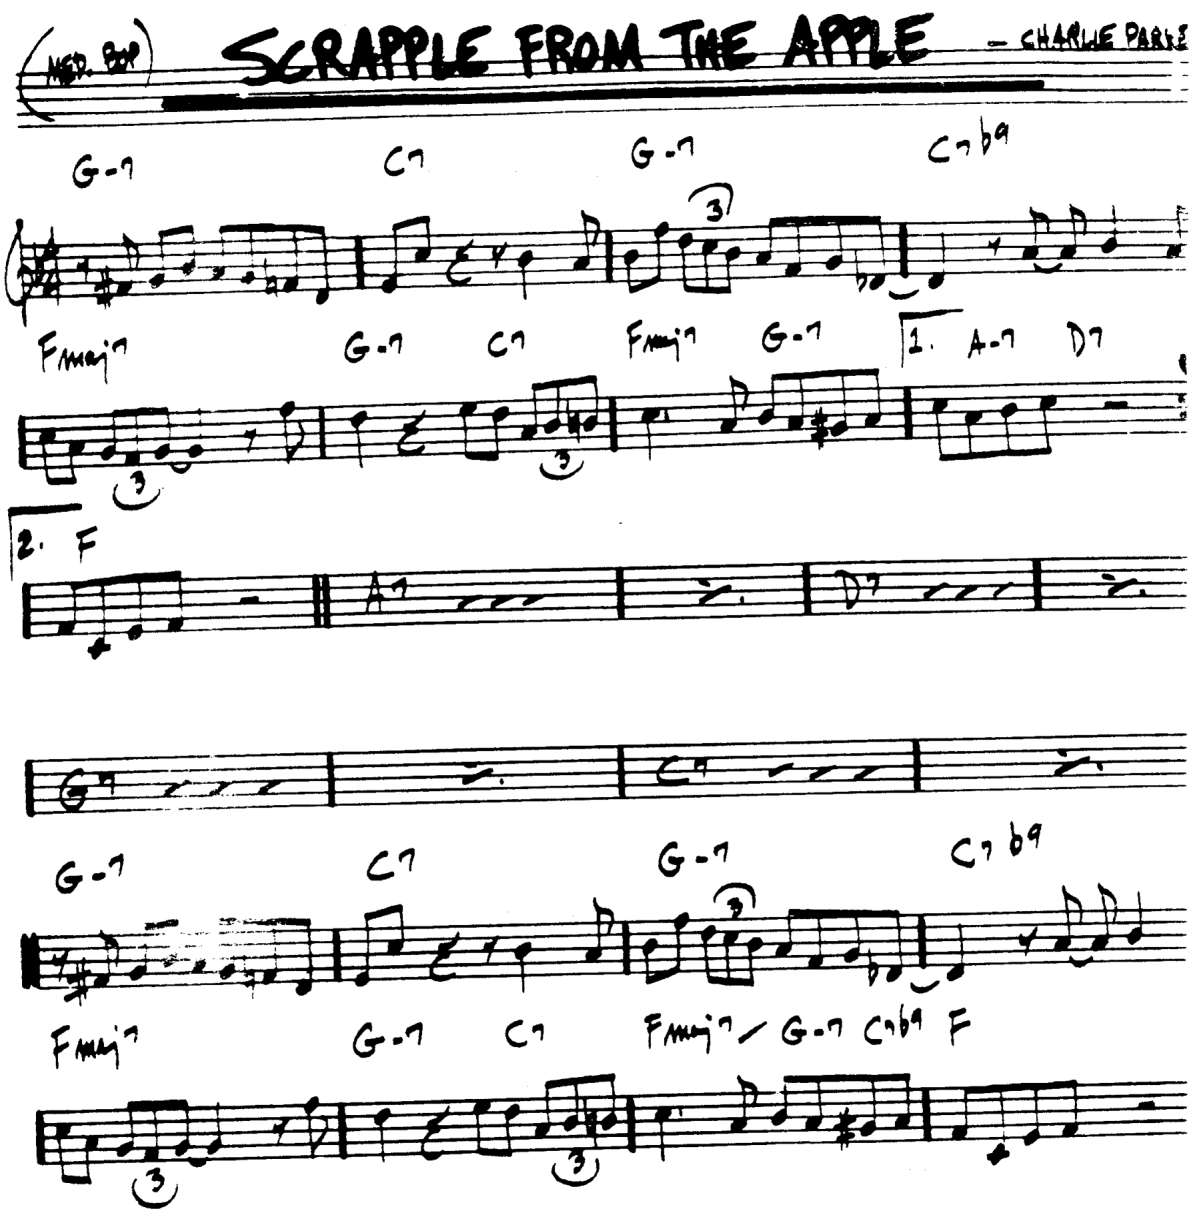 (MED. BOP) SCRAPPLE FROM THE APPLE - CHARLIE PARKE
G-7 C7 G-7 C7b9
3
Fmaj7 G-7 C7 Fmaj7 G-7 1. A-7 D7
3 3
2. F
A7 D7
G7 C7
G-7 C7 G-7 C7b9
3
Fmaj7 G-7 C7 Fmaj7 / G-7 C7b9 F
3 3